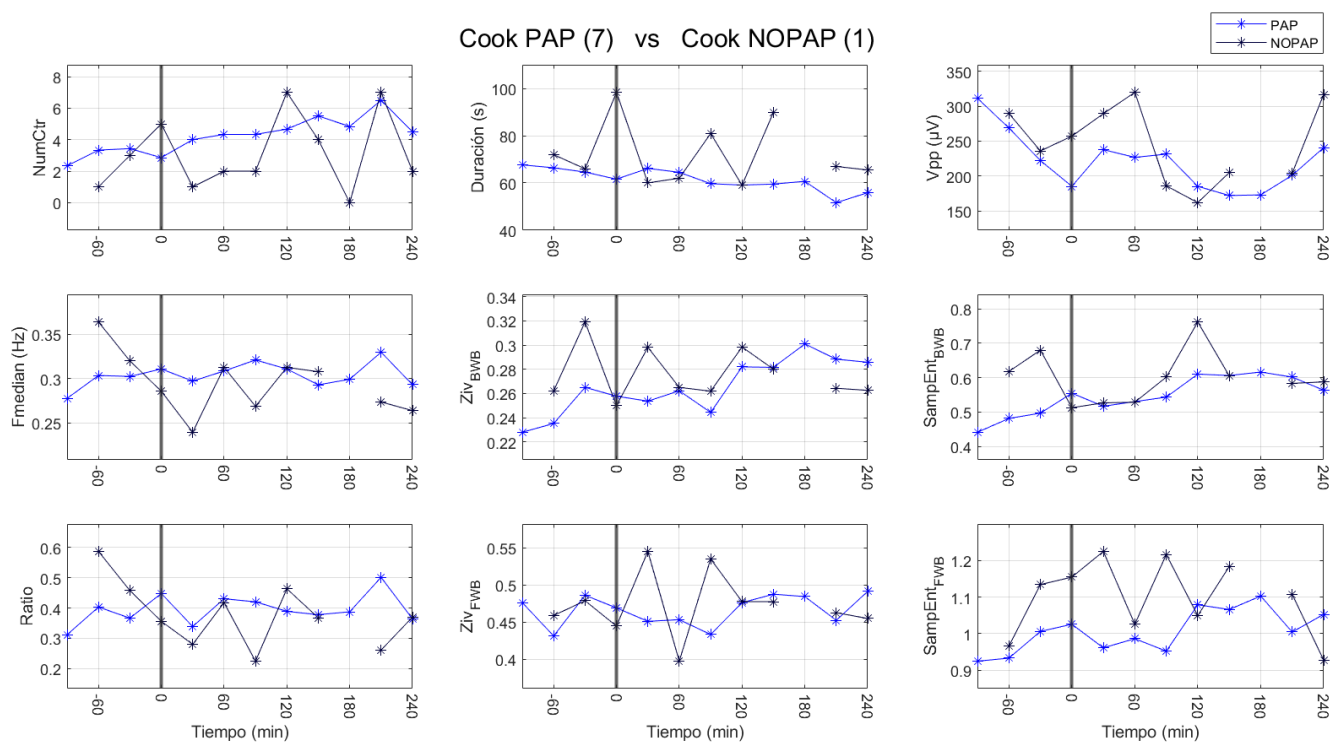 Cook PAP (7) vs Cook NOPAP (1)
PAP
NOPAP
NumCtr
8
6
4
2
0
-60 0 60 120 180 240
Duración (s)
100
80
60
40
-60 0 60 120 180 240
Vpp (µV)
350
300
250
200
150
-60 0 60 120 180 240
Fmedian (Hz)
0.35
0.3
0.25
-60 0 60 120 180 240
Ziv_BWB
0.34
0.32
0.3
0.28
0.26
0.24
0.22
-60 0 60 120 180 240
SampEnt_BWB
0.8
0.7
0.6
0.5
0.4
-60 0 60 120 180 240
Ratio
0.6
0.5
0.4
0.3
0.2
-60 0 60 120 180 240
Tiempo (min)
Ziv_FWB
0.55
0.5
0.45
0.4
-60 0 60 120 180 240
Tiempo (min)
SampEnt_FWB
1.2
1.1
1
0.9
-60 0 60 120 180 240
Tiempo (min)